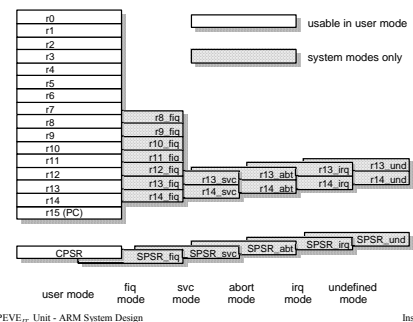 r0
usable in user mode
r1
r2
system modes only
r3
r4
r5
r6
r7
r8
r8_fiq
r9
r9_fiq
r10
r10_fiq
r11
r11_fiq
r12
r12_fiq
r13_svc
r13_abt
r13_irq
r13_und
r13
r13_fiq
r14_svc
r14_abt
r14_irq
r14_und
r14
r14_fiq
r15 (PC)
CPSR
SPSR_fiq
SPSR_svc
SPSR_abt
SPSR_irq
SPSR_und
user mode
fiq mode
svc mode
abort mode
irq mode
undefined mode
PEVE
Unit - ARM System Design
Ins